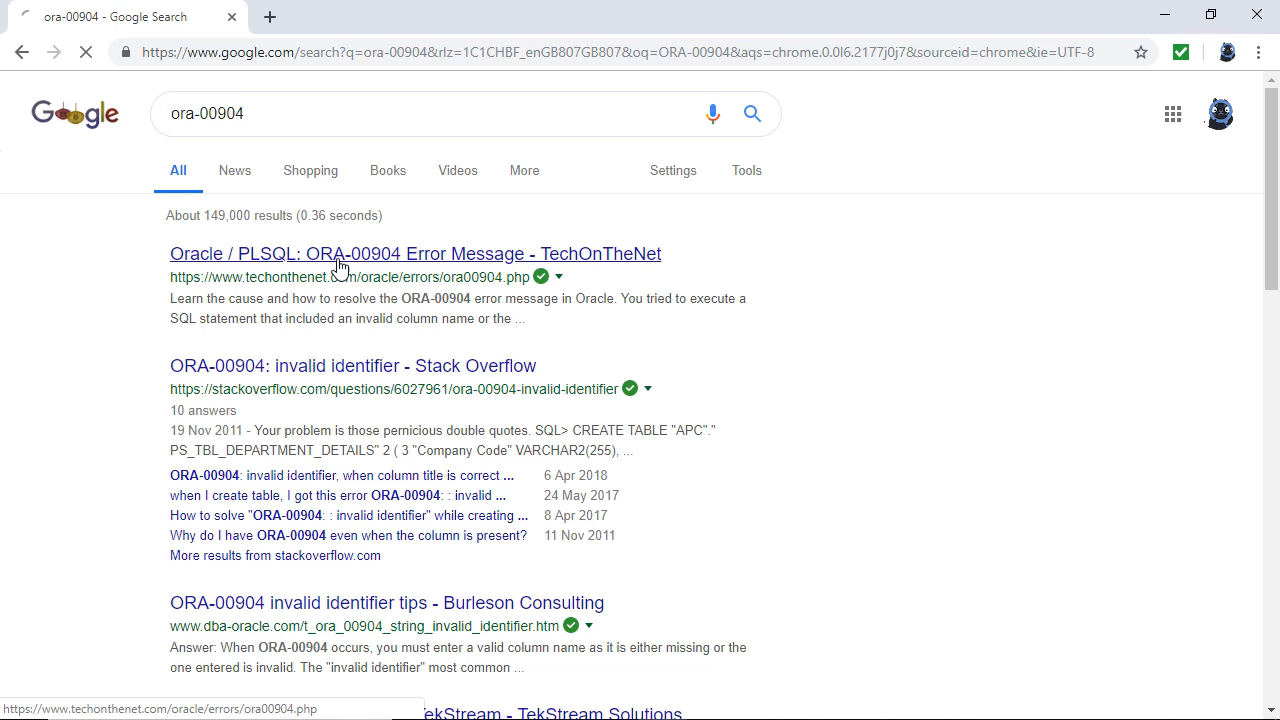 ora-00904 - Google Search
https://www.google.com/search?q=ora-00904&rlz=1C1CHBF_enGB807GB807&oq=ORA-00904&aqs=chrome.0.0l6.2177j0j7&sourceid=chrome&ie=UTF-8
Google
ora-00904
All News Shopping Books Videos More Settings Tools
About 149,000 results (0.36 seconds)
Oracle / PLSQL: ORA-00904 Error Message - TechOnTheNet
https://www.techonthenet.com/oracle/errors/ora00904.php
Learn the cause and how to resolve the ORA-00904 error message in Oracle. You tried to execute a
SQL statement that included an invalid column name or the ...
ORA-00904: invalid identifier - Stack Overflow
https://stackoverflow.com/questions/6027961/ora-00904-invalid-identifier
10 answers
19 Nov 2011 - Your problem is those pernicious double quotes. SQL> CREATE TABLE "APC"."
PS_TBL_DEPARTMENT_DETAILS" 2 ( 3 "Company Code" VARCHAR2(255), ...
ORA-00904: invalid identifier, when column title is correct ... 6 Apr 2018
when I create table, I got this error ORA-00904: : invalid ... 24 May 2017
How to solve "ORA-00904: : invalid identifier" while creating ... 8 Apr 2017
Why do I have ORA-00904 even when the column is present? 11 Nov 2011
More results from stackoverflow.com
ORA-00904 invalid identifier tips - Burleson Consulting
www.dba-oracle.com/t_ora_00904_string_invalid_identifier.htm
Answer: When ORA-00904 occurs, you must enter a valid column name as it is either missing or the
one entered is invalid. The "invalid identifier" most common ...
https://www.techonthenet.com/oracle/errors/ora00904.php
TekStream - TekStream Solutions